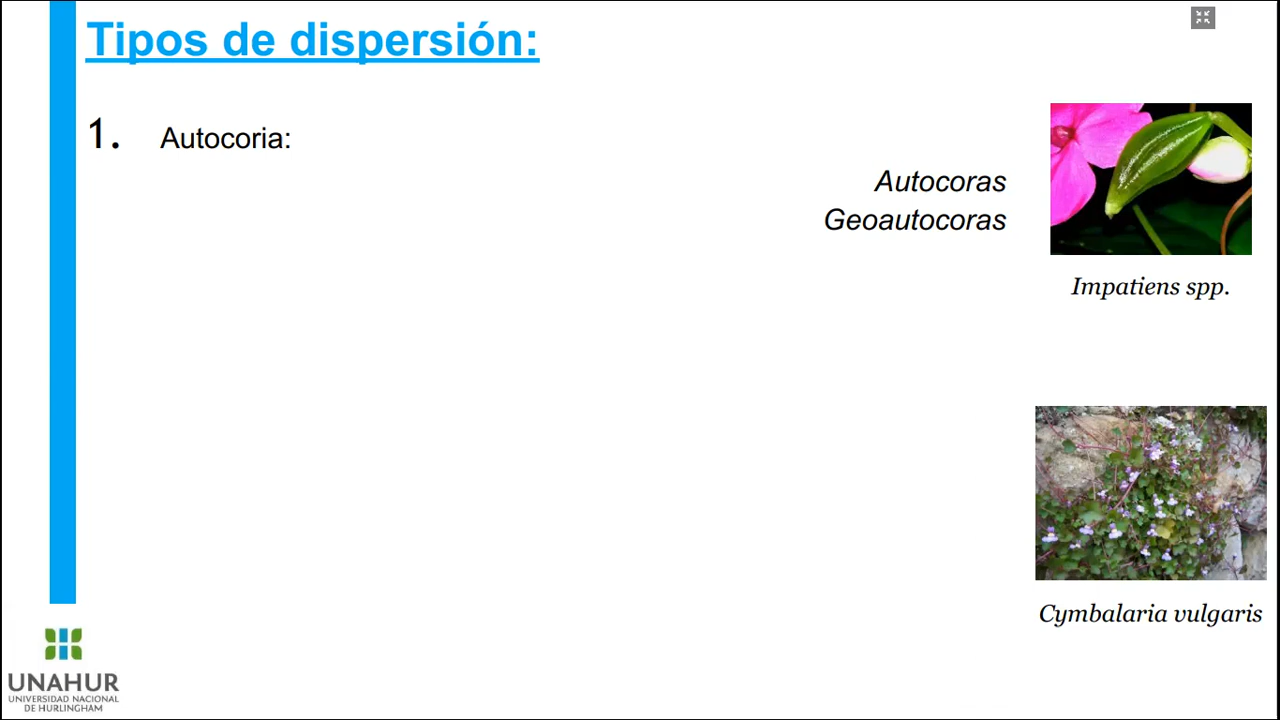 Tipos de dispersión:
1. Autocoria:
Autocoras
Geoautocoras
Impatiens spp.
Cymbalaria vulgaris
UNAHUR
UNIVERSIDAD NACIONAL
DE HURLINGHAM